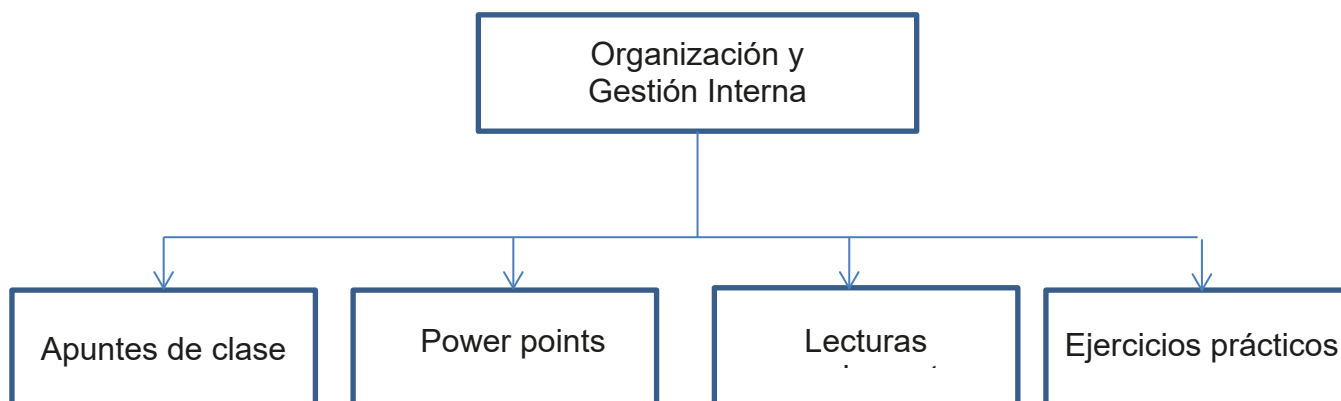 Organización y
Gestión Interna
Apuntes de clase
Power points
Lecturas
Ejercicios prácticos